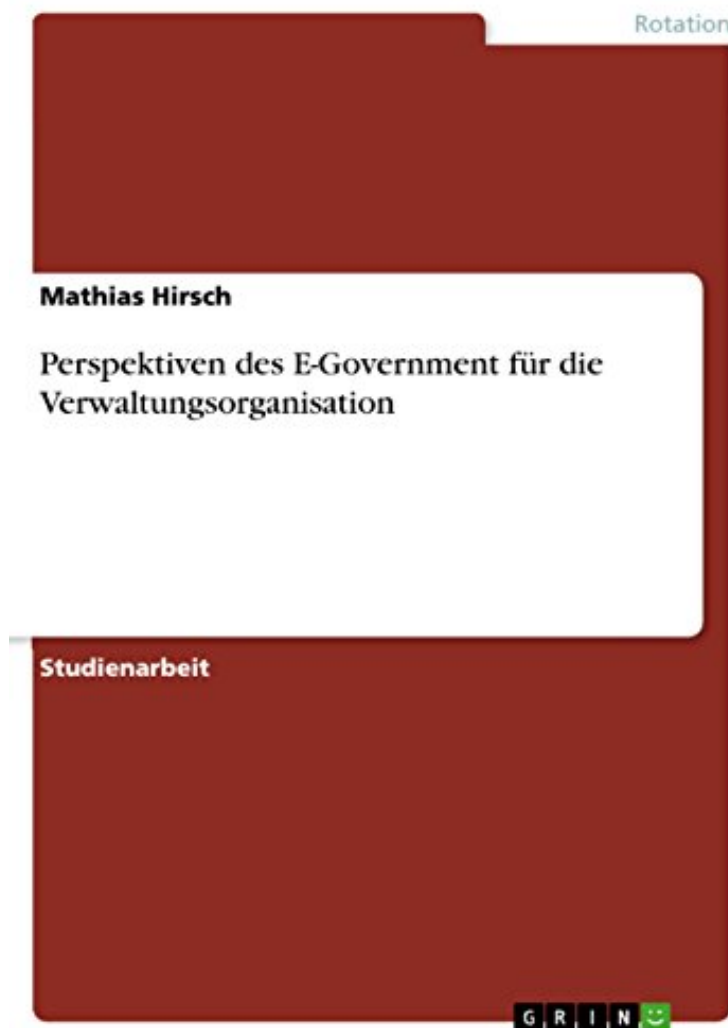 Rotation
Mathias Hirsch
Perspektiven des E-Government für die
Verwaltungsorganisation
Studienarbeit
GRIN